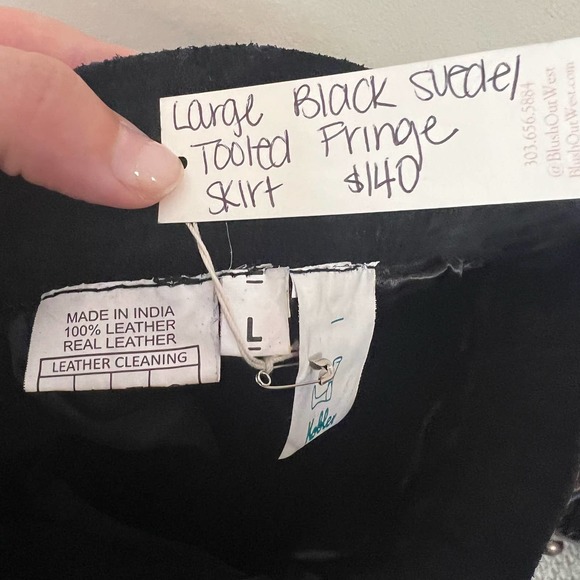 Large Black Suede/
Tooled Fringe
Skirt $140
303.656.5884
@BlushOutWest
BlushOutWest.com
MADE IN INDIA
100% LEATHER
REAL LEATHER
LEATHER CLEANING
L
Kobler